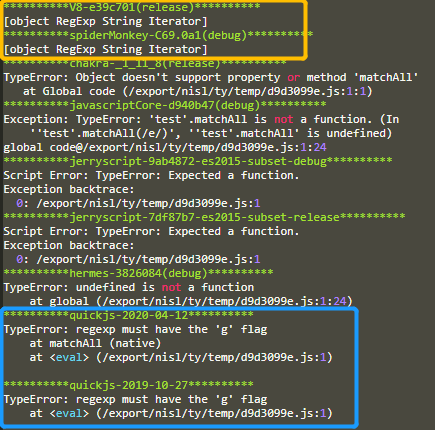 **********V8-e39c701(release)**********
[object RegExp String Iterator]
**********spiderMonkey-C69.0a1(debug)**********
[object RegExp String Iterator]
**********chakra-_1_11_8(release)**********
TypeError: Object doesn't support property or method 'matchAll'
at Global code (/export/nisl/ty/temp/d9d3099e.js:1:1)
**********javascriptCore-d940b47(debug)**********
Exception: TypeError: 'test'.matchAll is not a function. (In
''test'.matchAll(/e/)', ''test'.matchAll' is undefined)
global code@/export/nisl/ty/temp/d9d3099e.js:1:24
**********jerryscript-9ab4872-es2015-subset-debug**********
Script Error: TypeError: Expected a function.
Exception backtrace:
0: /export/nisl/ty/temp/d9d3099e.js:1
**********jerryscript-7df87b7-es2015-subset-release**********
Script Error: TypeError: Expected a function.
Exception backtrace:
0: /export/nisl/ty/temp/d9d3099e.js:1
**********hermes-3826084(debug)**********
TypeError: undefined is not a function
at global (/export/nisl/ty/temp/d9d3099e.js:1:24)
**********quickjs-2020-04-12**********
TypeError: regexp must have the 'g' flag
at matchAll (native)
at <eval> (/export/nisl/ty/temp/d9d3099e.js:1)
**********quickjs-2019-10-27**********
TypeError: regexp must have the 'g' flag
at <eval> (/export/nisl/ty/temp/d9d3099e.js:1)